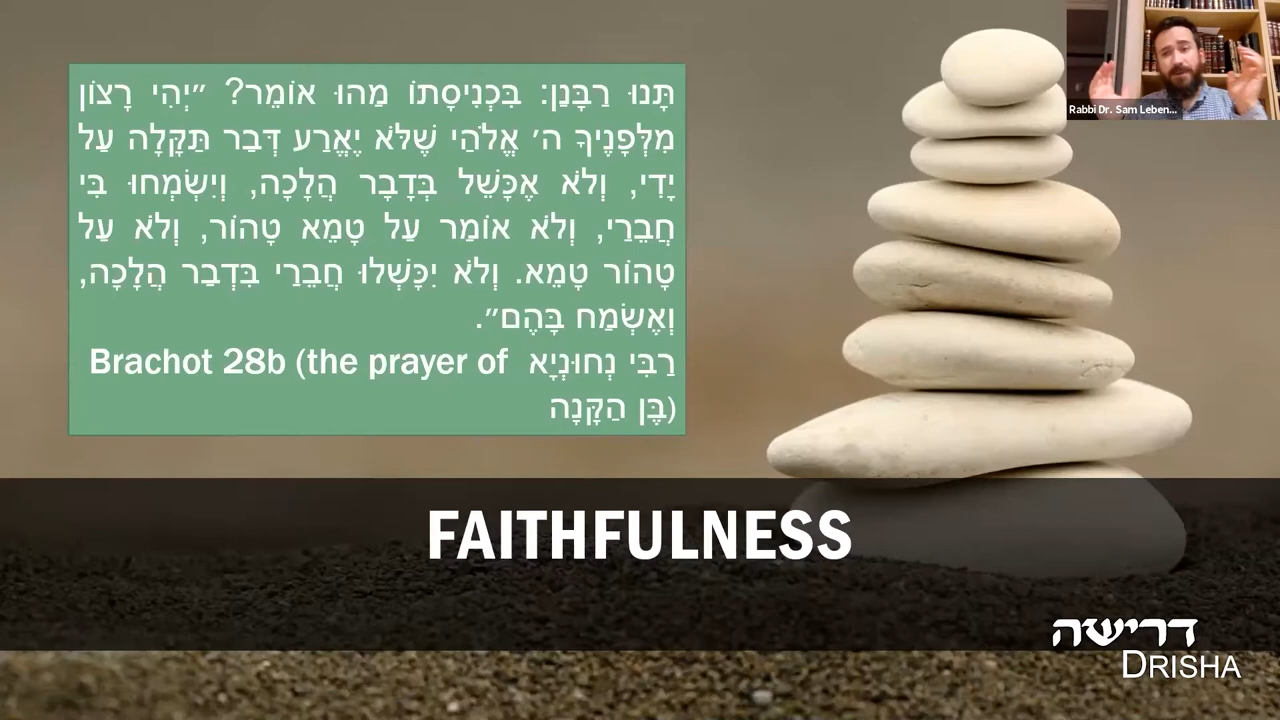 תָּנוּ רַבָּנַן: בִּכְנִיסָתוֹ מַהוּ אוֹמֵר? ״יְהִי רָצוֹן
מִלְּפָנֶיךָ ה׳ אֱלֹהַי שֶׁלֹּא יֶאֱרַע דְּבַר תַּקָּלָה עַל
יָדִי, וְלֹא אֶכָּשֵׁל בִּדְבַר הֲלָכָה, וְיִשְׂמְחוּ בִּי
חֲבֵרַי, וְלֹא אוֹמַר עַל טָמֵא טָהוֹר, וְלֹא עַל
טָהוֹר טָמֵא. וְלֹא יִכָּשְׁלוּ חֲבֵרַי בִּדְבַר הֲלָכָה,
וְאֶשְׂמַח בָּהֶם״.
Brachot 28b (the prayer of רַבִּי נְחוּנְיָא
בֶּן הַקָּנָה)
FAITHFULNESS
דרישה
DRISHA
Rabbi Dr. Sam Leben...